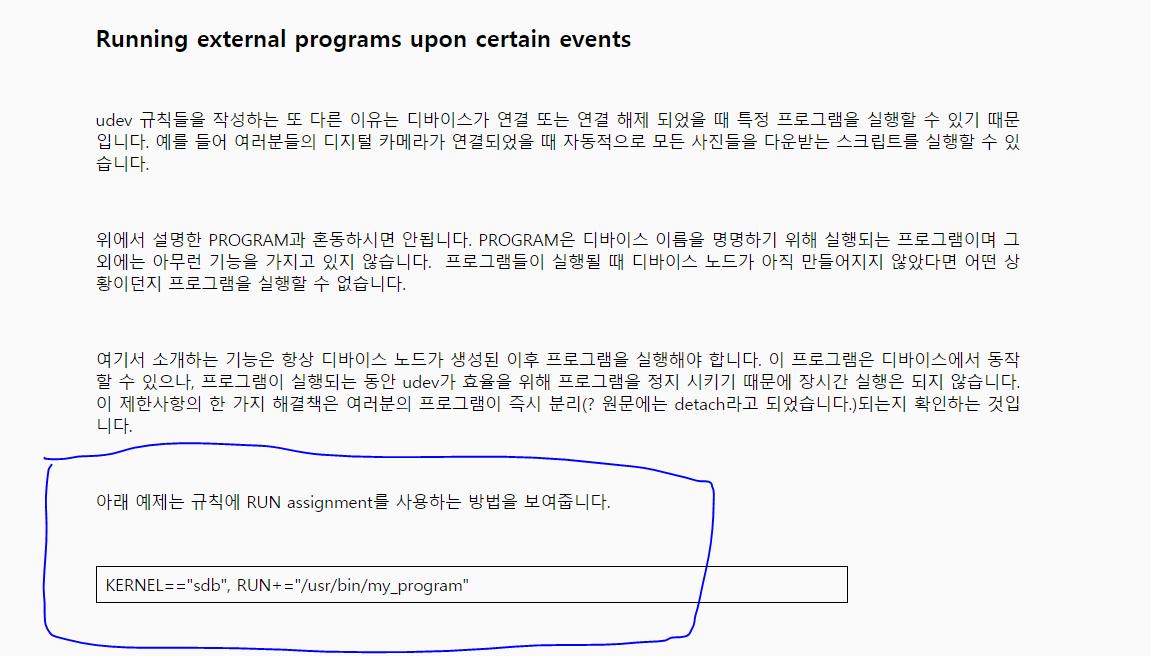 Running external programs upon certain events
udev 규칙들을 작성하는 또 다른 이유는 디바이스가 연결 또는 연결 해제 되었을 때 특정 프로그램을 실행할 수 있기 때문
입니다. 예를 들어 여러분들의 디지털 카메라가 연결되었을 때 자동적으로 모든 사진들을 다운받는 스크립트를 실행할 수 있
습니다.
위에서 설명한 PROGRAM과 혼동하시면 안됩니다. PROGRAM은 디바이스 이름을 명명하기 위해 실행되는 프로그램이며 그
외에는 아무런 기능을 가지고 있지 않습니다. 프로그램들이 실행될 때 디바이스 노드가 아직 만들어지지 않았다면 어떤 상
황이던지 프로그램을 실행할 수 없습니다.
여기서 소개하는 기능은 항상 디바이스 노드가 생성된 이후 프로그램을 실행해야 합니다. 이 프로그램은 디바이스에서 동작
할 수 있으나, 프로그램이 실행되는 동안 udev가 효율을 위해 프로그램을 정지 시키기 때문에 장시간 실행은 되지 않습니다.
이 제한사항의 한 가지 해결책은 여러분의 프로그램이 즉시 분리(? 원문에는 detach라고 되었습니다.)되는지 확인하는 것입
니다.
아래 예제는 규칙에 RUN assignment를 사용하는 방법을 보여줍니다.
KERNEL=="sdb", RUN+="/usr/bin/my_program"